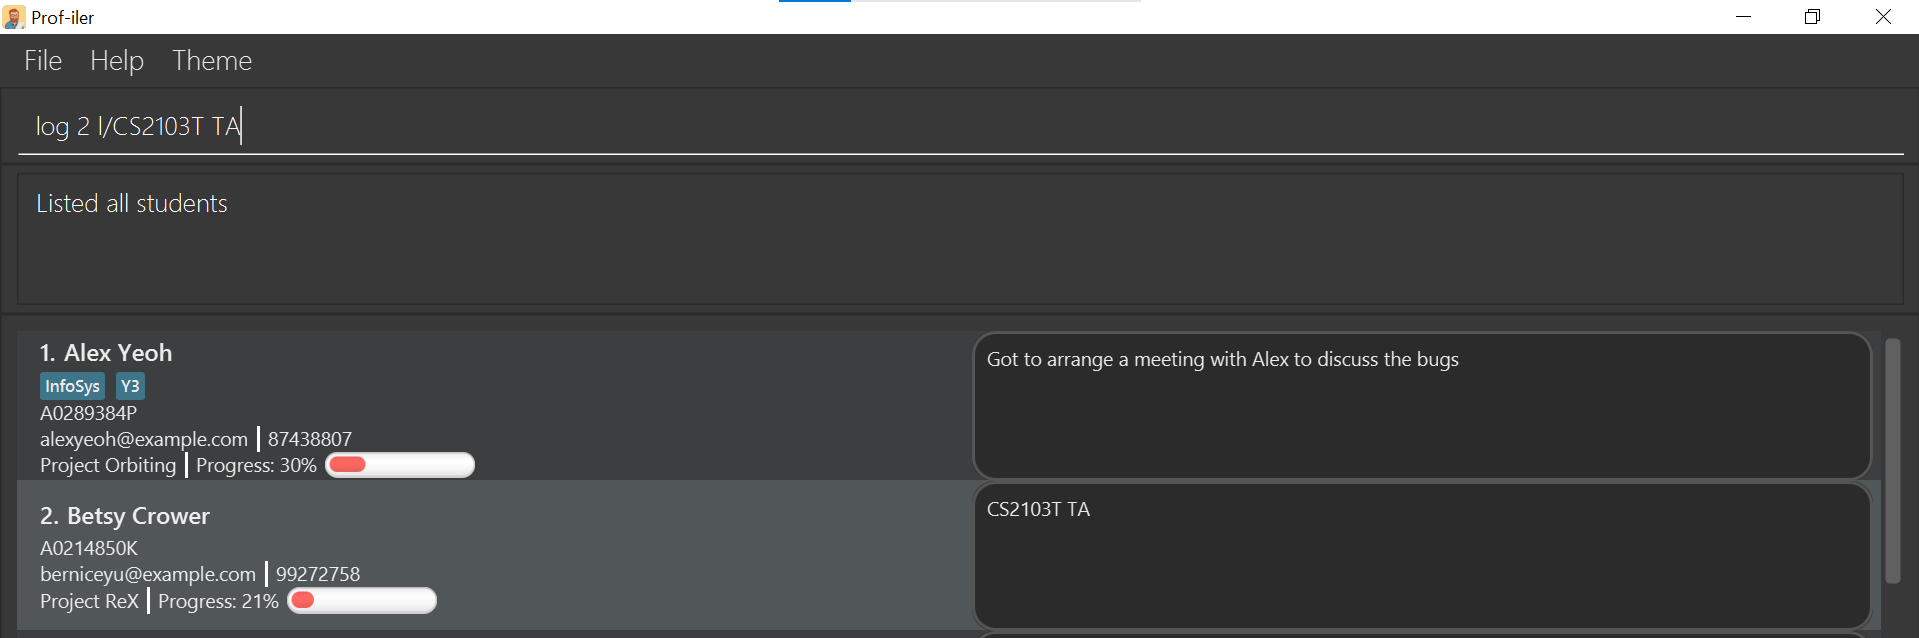 Prof-iler
File Help Theme
log 2 l/CS2103T TA
Listed all students
1. Alex Yeoh
InfoSys Y3
A0289384P
alexyeoh@example.com 87438807
Project Orbiting Progress: 30%
Got to arrange a meeting with Alex to discuss the bugs
2. Betsy Crower
A0214850K
berniceyu@example.com 99272758
Project ReX Progress: 21%
CS2103T TA